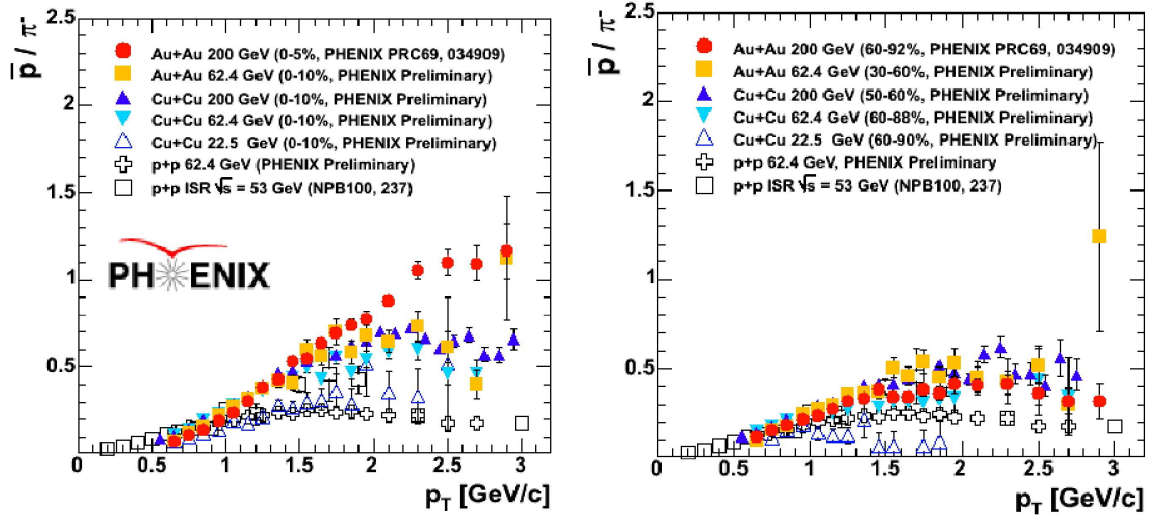 p̅ / π⁻
2.5
2
1.5
1
0.5
0
0.5
1
1.5
2
2.5
3
p_T [GeV/c]
Au+Au 200 GeV (0-5%, PHENIX PRC69, 034909)
Au+Au 62.4 GeV (0-10%, PHENIX Preliminary)
Cu+Cu 200 GeV (0-10%, PHENIX Preliminary)
Cu+Cu 62.4 GeV (0-10%, PHENIX Preliminary)
Cu+Cu 22.5 GeV (0-10%, PHENIX Preliminary)
p+p 62.4 GeV (PHENIX Preliminary)
p+p ISR √s = 53 GeV (NPB100, 237)
PHENIX
p̅ / π⁻
2.5
2
1.5
1
0.5
0
0.5
1
1.5
2
2.5
3
p_T [GeV/c]
Au+Au 200 GeV (60-92%, PHENIX PRC69, 034909)
Au+Au 62.4 GeV (30-60%, PHENIX Preliminary)
Cu+Cu 200 GeV (50-60%, PHENIX Preliminary)
Cu+Cu 62.4 GeV (60-88%, PHENIX Preliminary)
Cu+Cu 22.5 GeV (60-90%, PHENIX Preliminary)
p+p 62.4 GeV, PHENIX Preliminary
p+p ISR √s = 53 GeV (NPB100, 237)